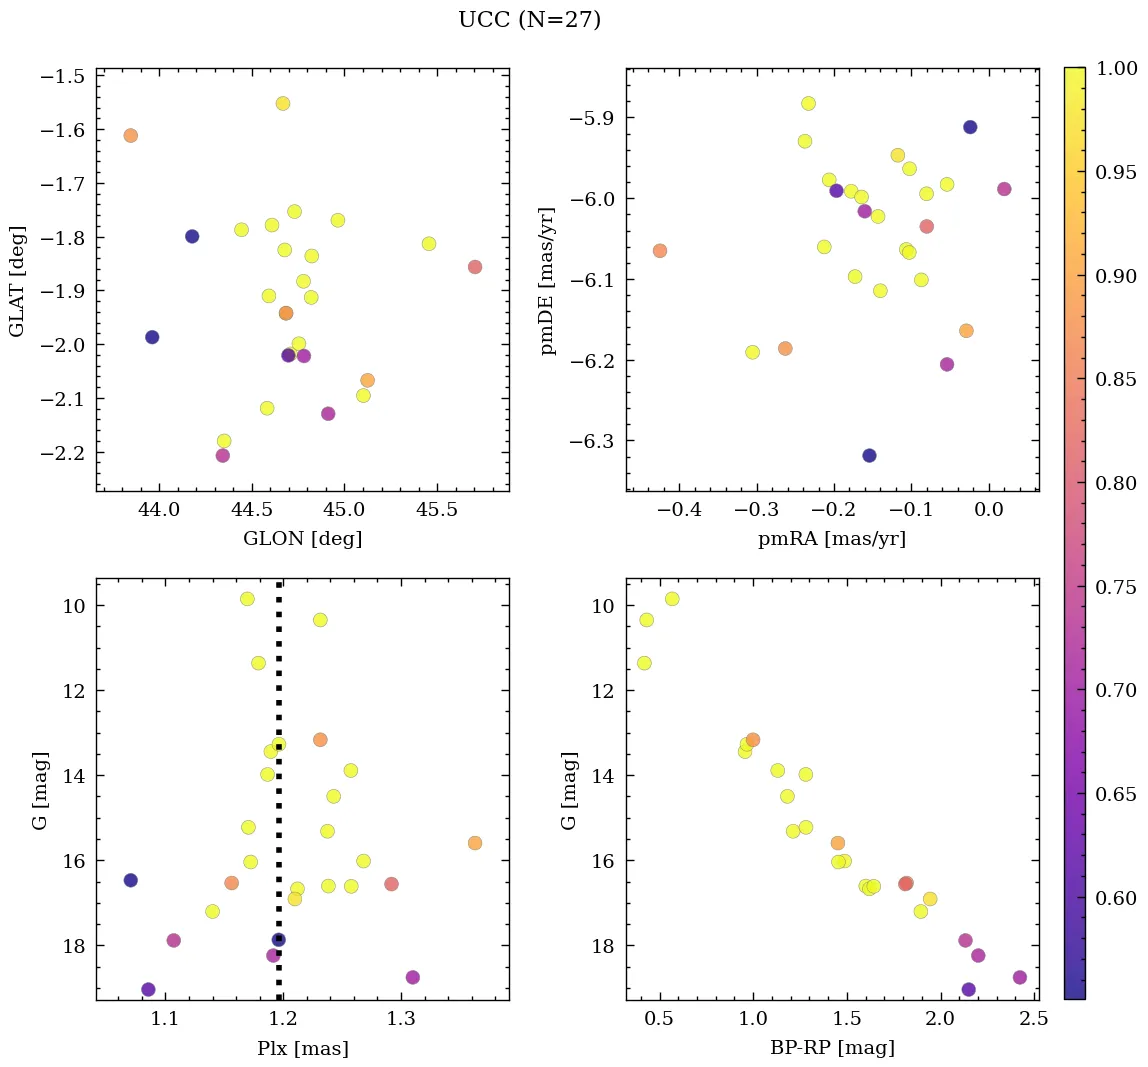 UCC (N=27)
−1.5
−1.6
−1.7
−1.8
−1.9
−2.0
−2.1
−2.2
GLAT [deg]
44.0 44.5 45.0 45.5
GLON [deg]
−5.9
−6.0
−6.1
−6.2
−6.3
pmDE [mas/yr]
−0.4 −0.3 −0.2 −0.1 0.0
pmRA [mas/yr]
10
12
14
16
18
G [mag]
1.1 1.2 1.3
Plx [mas]
10
12
14
16
18
G [mag]
0.5 1.0 1.5 2.0 2.5
BP-RP [mag]
1.00
0.95
0.90
0.85
0.80
0.75
0.70
0.65
0.60